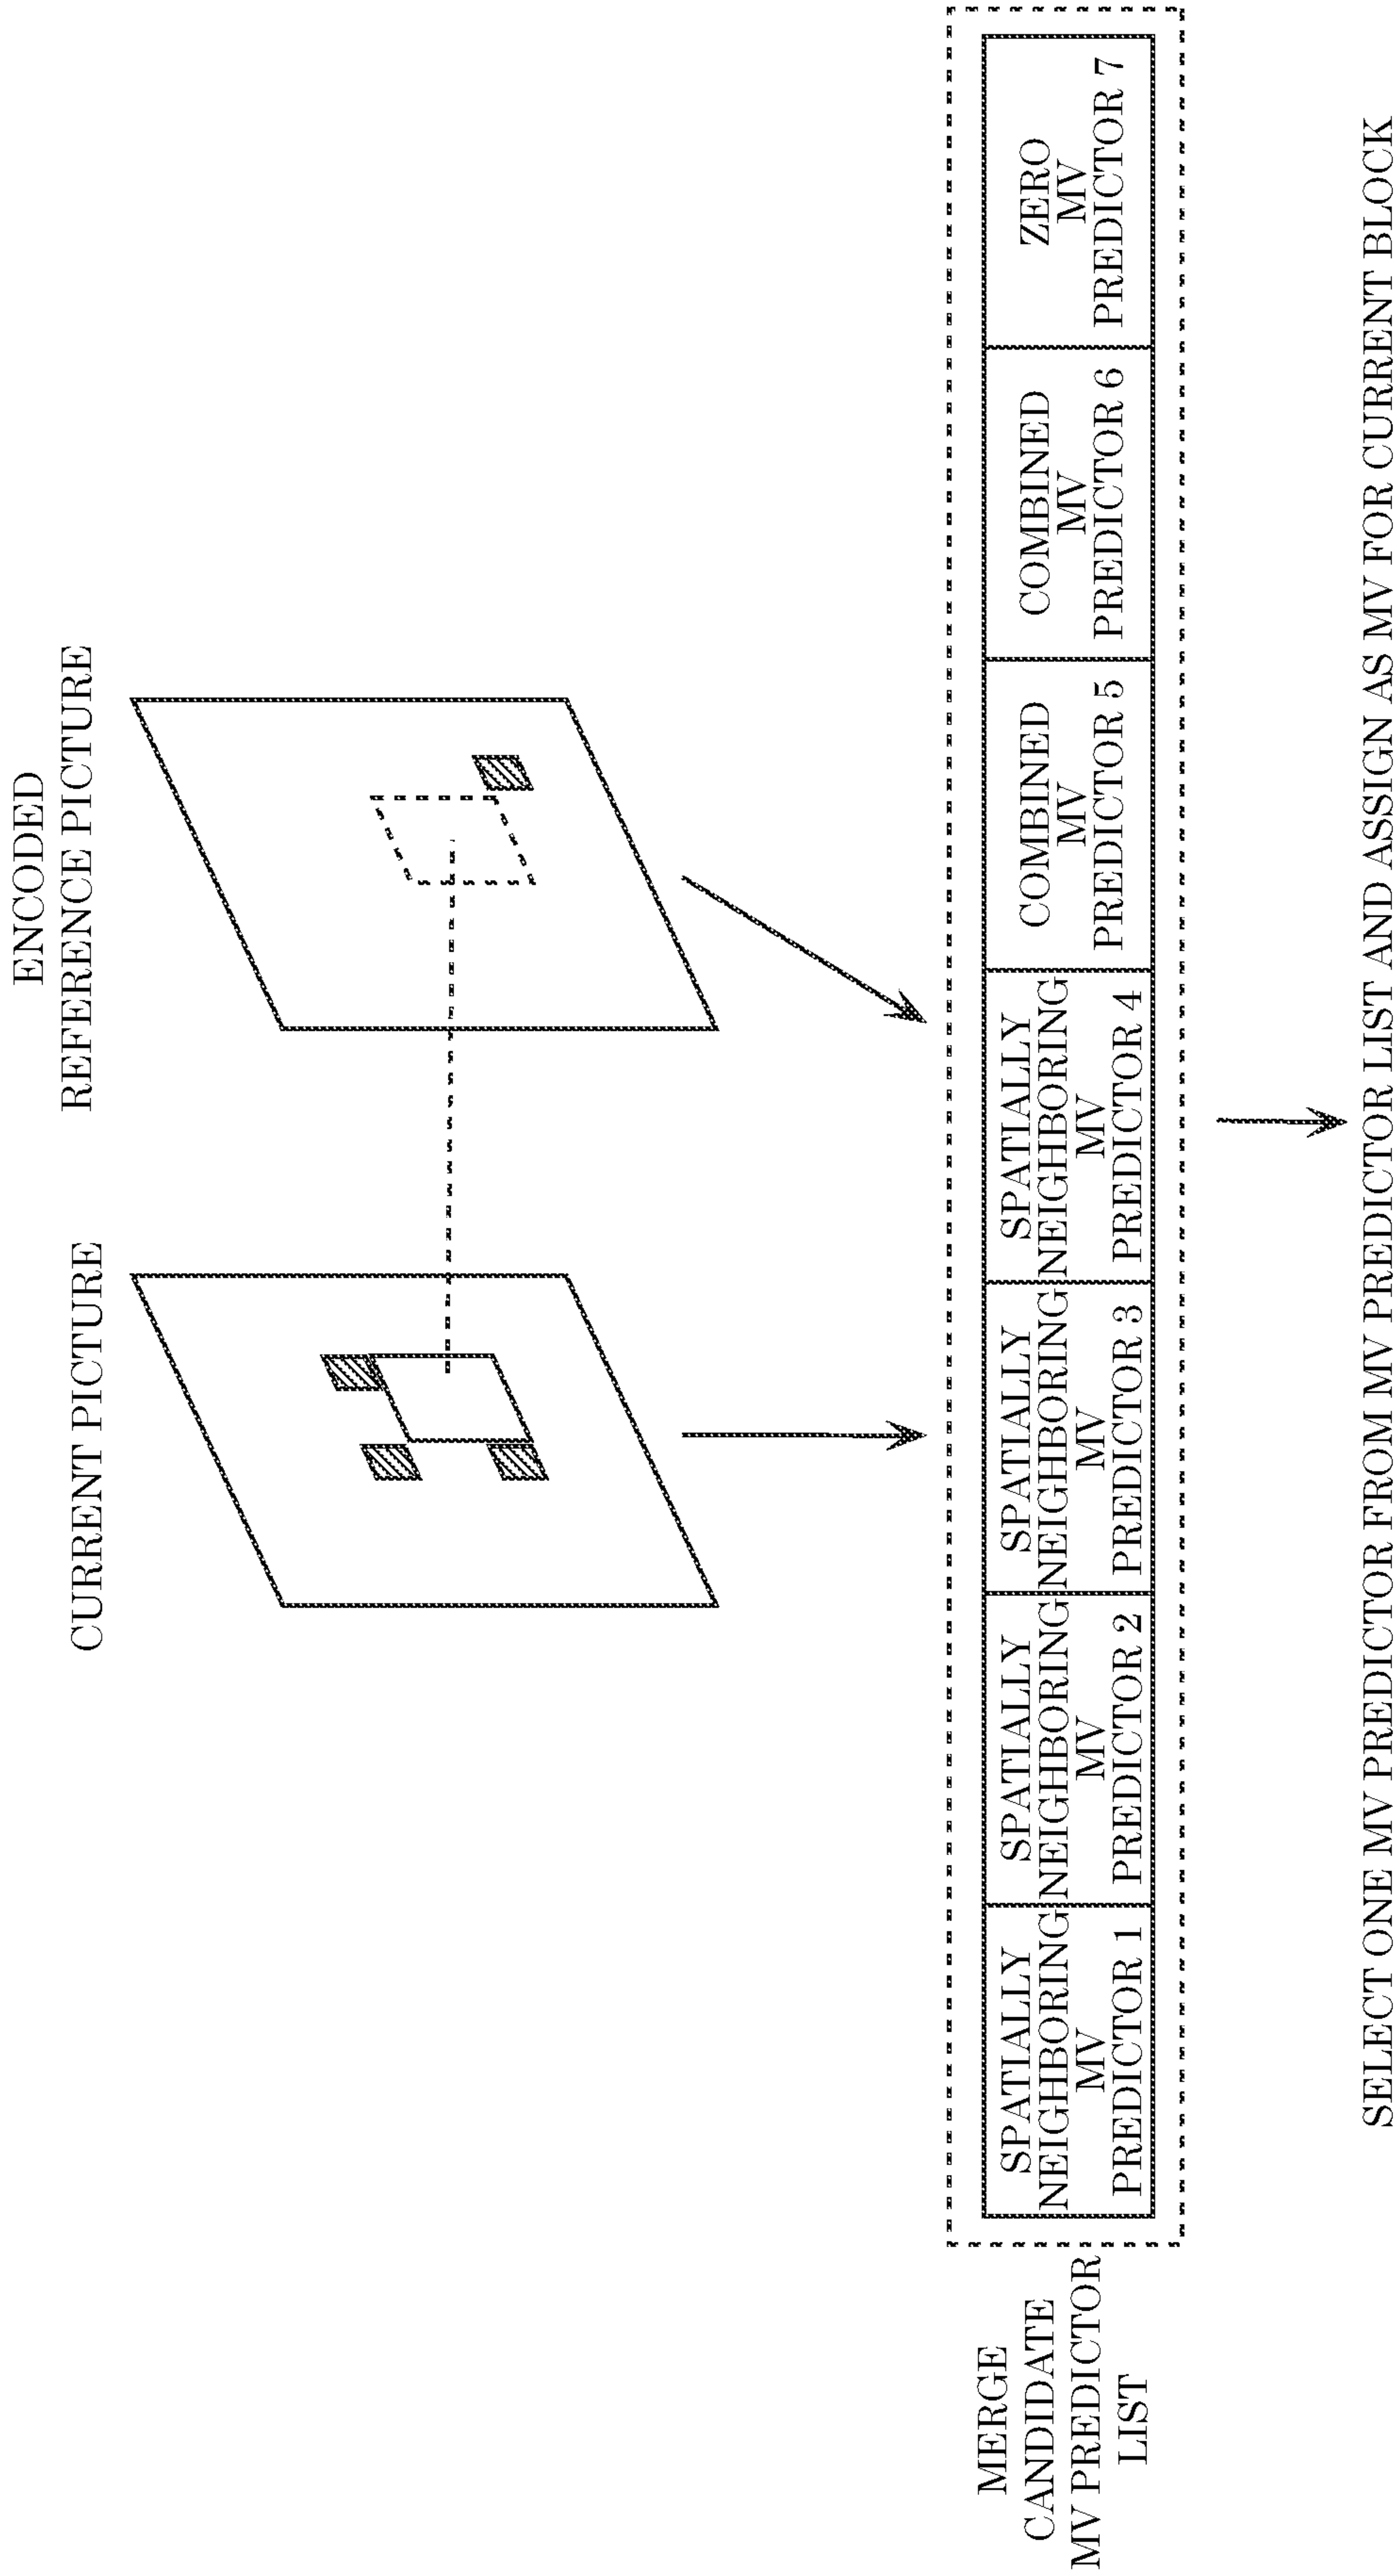 CURRENT PICTURE
ENCODED
REFERENCE PICTURE
MERGE
CANDIDATE
MV PREDICTOR
LIST
SPATIALLY
NEIGHBORING
MV
PREDICTOR 1
SPATIALLY
NEIGHBORING
MV
PREDICTOR 2
SPATIALLY
NEIGHBORING
MV
PREDICTOR 3
SPATIALLY
NEIGHBORING
MV
PREDICTOR 4
COMBINED
MV
PREDICTOR 5
COMBINED
MV
PREDICTOR 6
ZERO
MV
PREDICTOR 7
SELECT ONE MV PREDICTOR FROM MV PREDICTOR LIST AND ASSIGN AS MV FOR CURRENT BLOCK